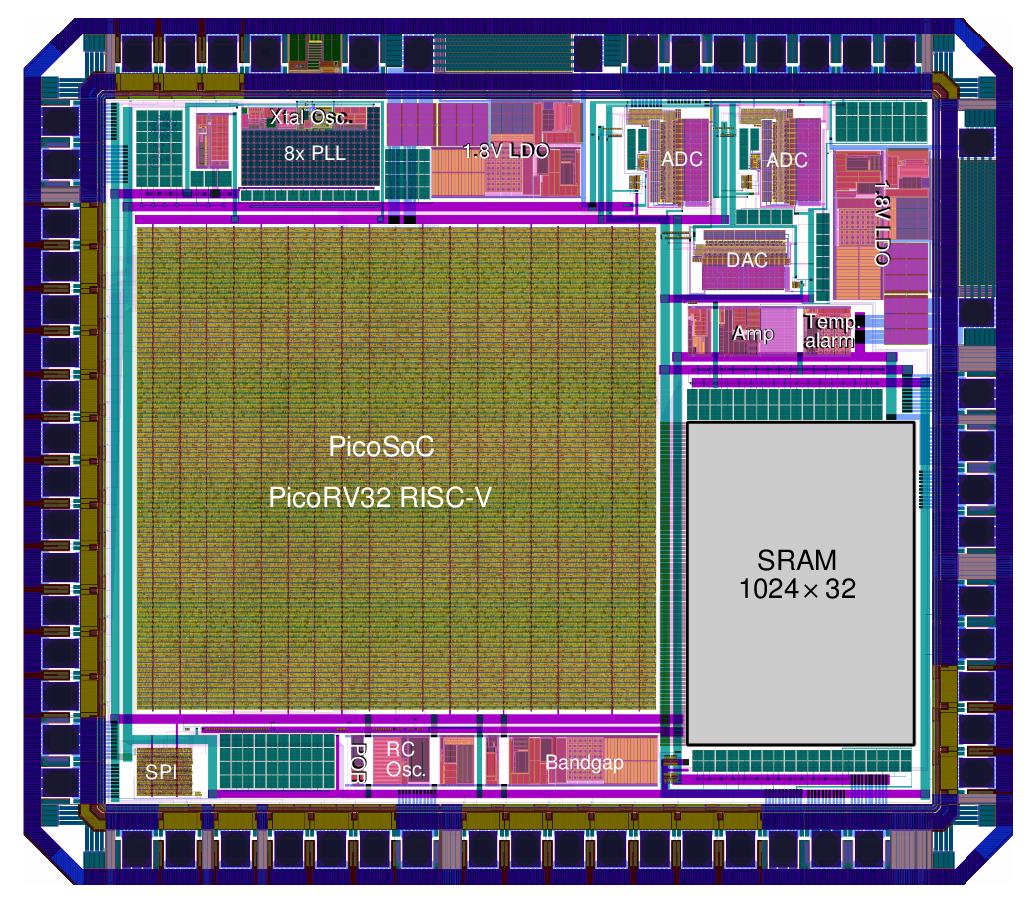 Xtal Osc.
8x PLL
1.8V LDO
ADC
ADC
1.8V LDO
DAC
Amp
Temp.
alarm
PicoSoC
PicoRV32 RISC-V
SRAM
1024×32
SPI
POR
RC
Osc.
Bandgap